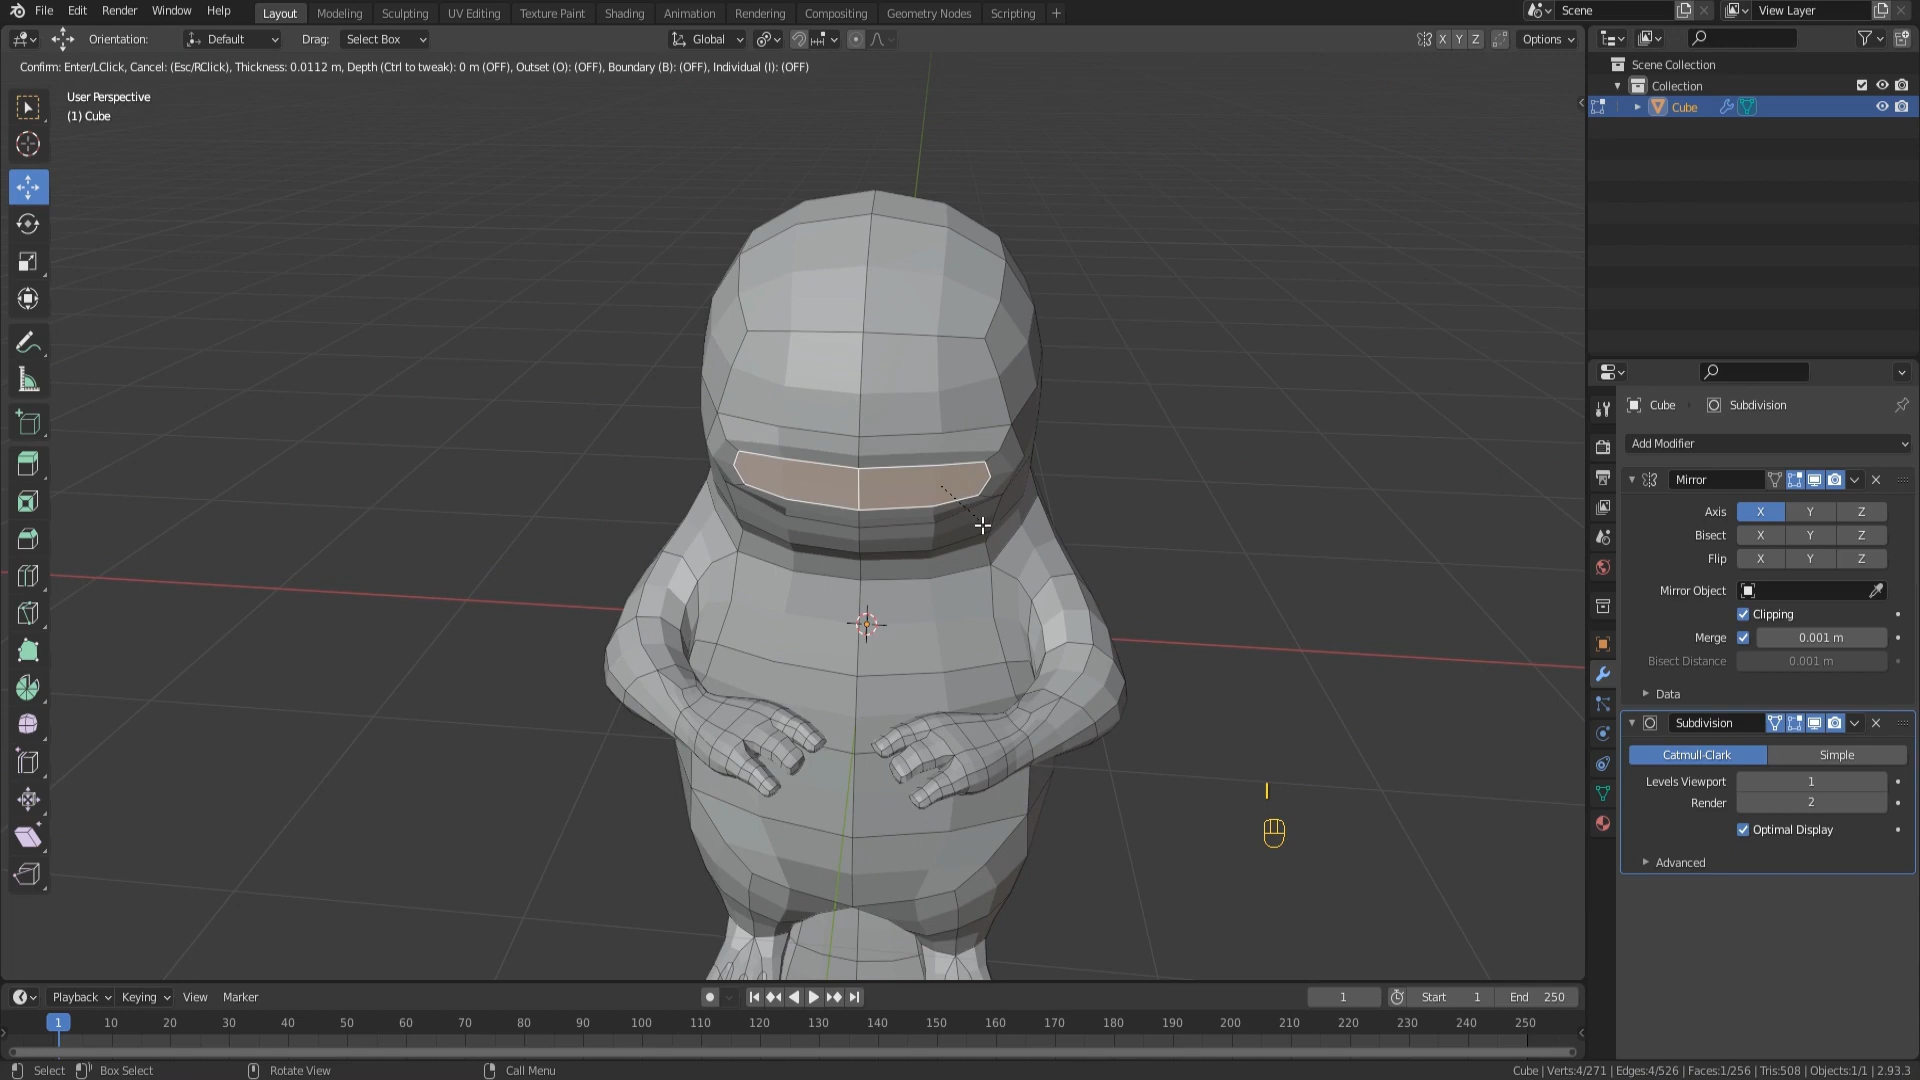 File Edit Render Window Help Layout Modeling Sculpting UV Editing Texture Paint Shading Animation Rendering Compositing Geometry Nodes Scripting + Scene View Layer
Orientation: Default Drag: Select Box Global X Y Z Options
Confirm: Enter/LClick, Cancel: (Esc/RClick), Thickness: 0.0112 m, Depth (Ctrl to tweak): 0 m (OFF), Outset (O): (OFF), Boundary (B): (OFF), Individual (I): (OFF)
User Perspective
(1) Cube
Scene Collection
Collection
Cube
Cube Subdivision
Add Modifier
Mirror
Axis X Y Z
Bisect X Y Z
Flip X Y Z
Mirror Object
Clipping
Merge 0.001 m
Bisect Distance 0.001 m
Data
Subdivision
Catmull-Clark Simple
Levels Viewport 1
Render 2
Optimal Display
Advanced
I
Playback Keying View Marker 1 Start 1 End 250
1 10 20 30 40 50 60 70 80 90 100 110 120 130 140 150 160 170 180 190 200 210 220 230 240 250
Select Box Select Rotate View Call Menu Cube | Verts:4/271 | Edges:4/526 | Faces:1/256 | Tris:508 | Objects:1/1 | 2.93.3